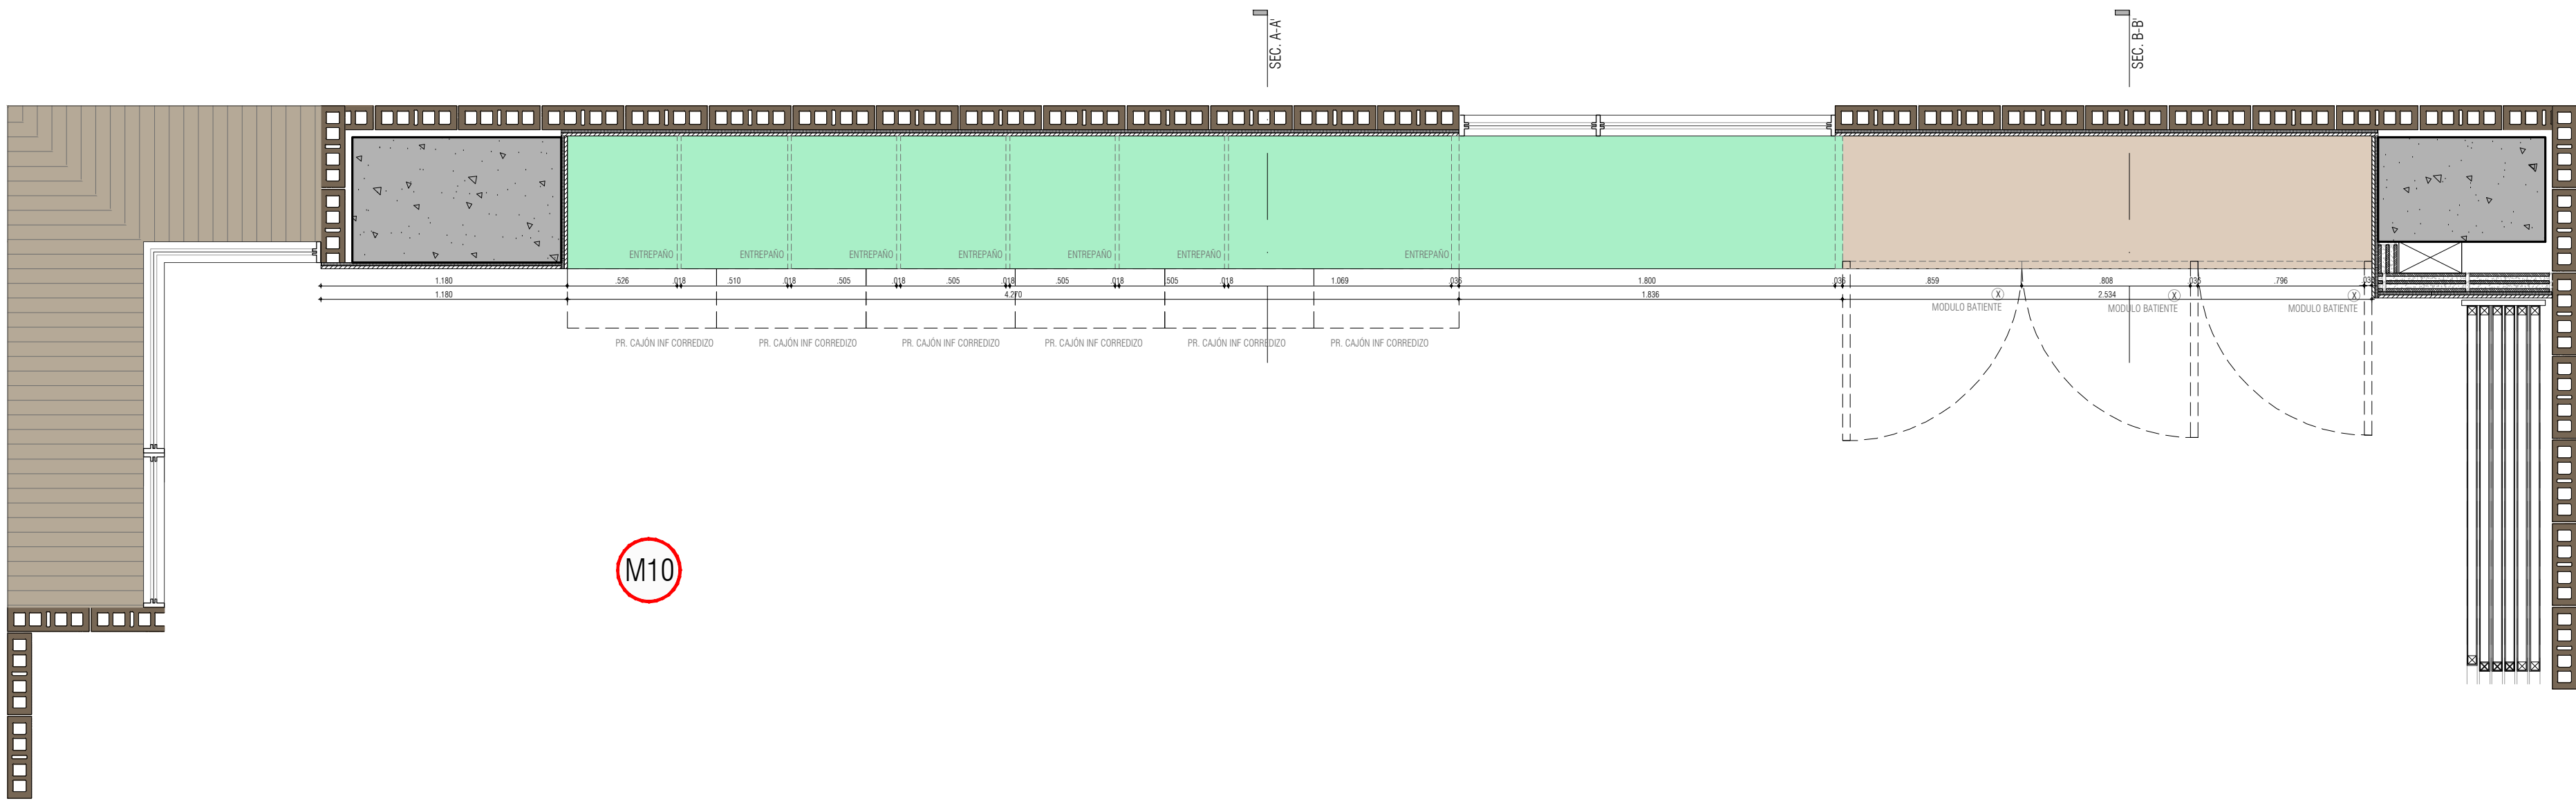 SEC. A-A'
SEC. B-B'
ENTREPAÑO
ENTREPAÑO
ENTREPAÑO
ENTREPAÑO
ENTREPAÑO
ENTREPAÑO
ENTREPAÑO
1.180 .526 .018 .510 .018 .505 .018 .505 .018 .505 .018 .505 .018 1.069 .036 1.800 .036 .859 .808 .036 .796 .036
1.180 4.270 1.836 2.534
X
X
X
MODULO BATIENTE
MODULO BATIENTE
MODULO BATIENTE
PR. CAJÓN INF CORREDIZO
PR. CAJÓN INF CORREDIZO
PR. CAJÓN INF CORREDIZO
PR. CAJÓN INF CORREDIZO
PR. CAJÓN INF CORREDIZO
PR. CAJÓN INF CORREDIZO
M10